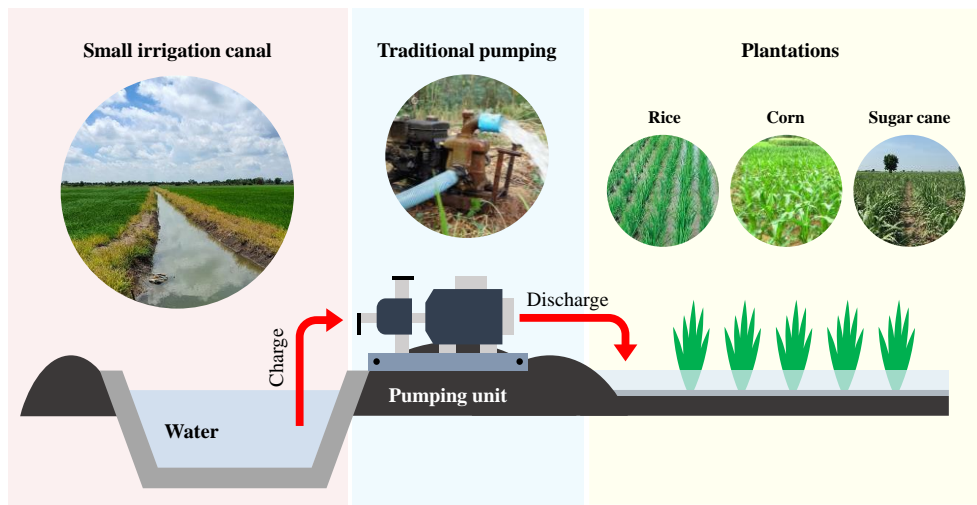 Small irrigation canal
Traditional pumping
Plantations
Rice
Corn
Sugar cane
Charge
Discharge
Pumping unit
Water